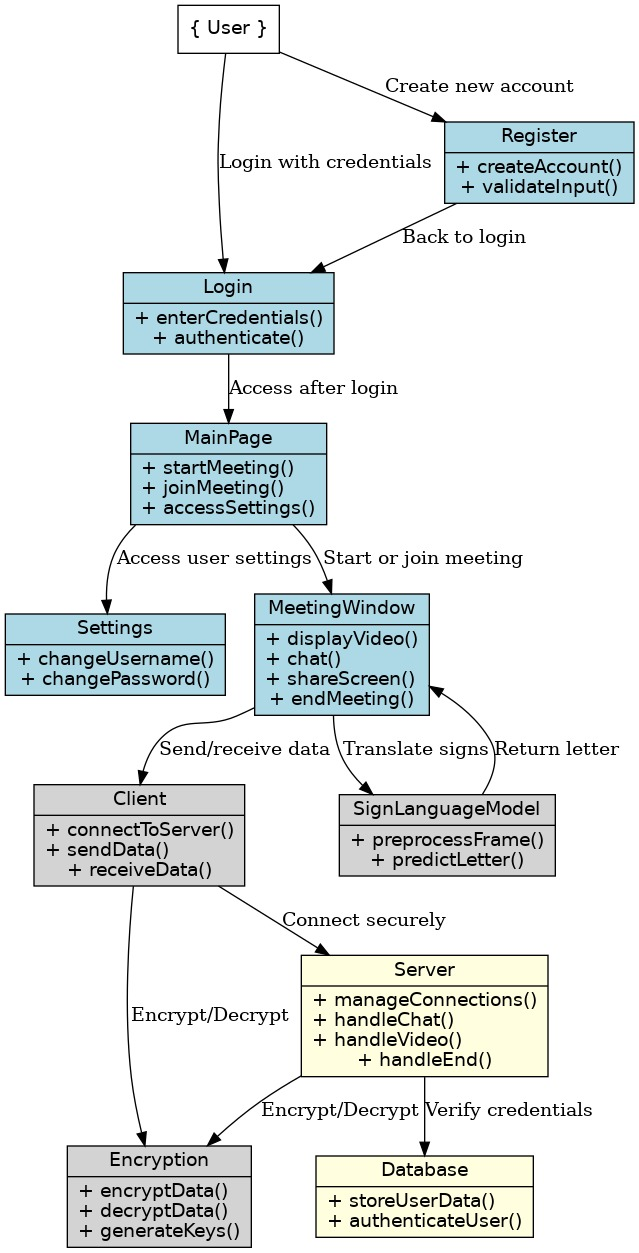 { User }
Create new account
Register
+ createAccount()
+ validateInput()
Login with credentials
Back to login
Login
+ enterCredentials()
+ authenticate()
Access after login
MainPage
+ startMeeting()
+ joinMeeting()
+ accessSettings()
Access user settings
Start or join meeting
Settings
+ changeUsername()
+ changePassword()
MeetingWindow
+ displayVideo()
+ chat()
+ shareScreen()
+ endMeeting()
Send/receive data
Translate signs
Return letter
Client
+ connectToServer()
+ sendData()
+ receiveData()
SignLanguageModel
+ preprocessFrame()
+ predictLetter()
Connect securely
Server
+ manageConnections()
+ handleChat()
+ handleVideo()
+ handleEnd()
Encrypt/Decrypt
Encrypt/Decrypt
Verify credentials
Encryption
+ encryptData()
+ decryptData()
+ generateKeys()
Database
+ storeUserData()
+ authenticateUser()